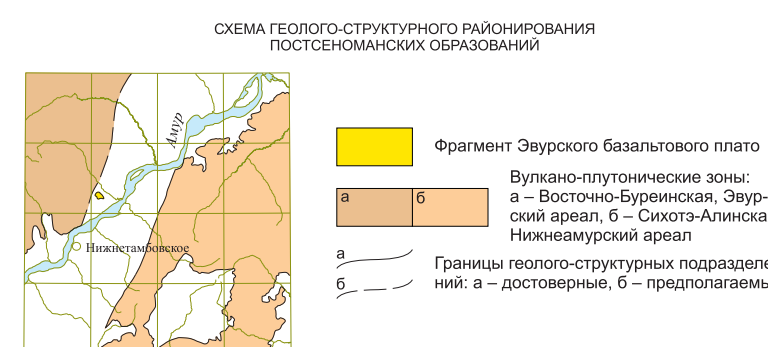 СХЕМА ГЕОЛОГО-СТРУКТУРНОГО РАЙОНИРОВАНИЯ
ПОСТСЕНОМАНСКИХ ОБРАЗОВАНИЙ
Амур
Нижнетамбовское
Фрагмент Эвурского базальтового плато
Вулкано-плутонические зоны:
а б
а – Восточно-Буреинская, Эвур-
ский ареал, б – Сихотэ-Алинска
Нижнеамурский ареал
а
Границы геолого-структурных подразделе
б
ний: а – достоверные, б – предполагаемы